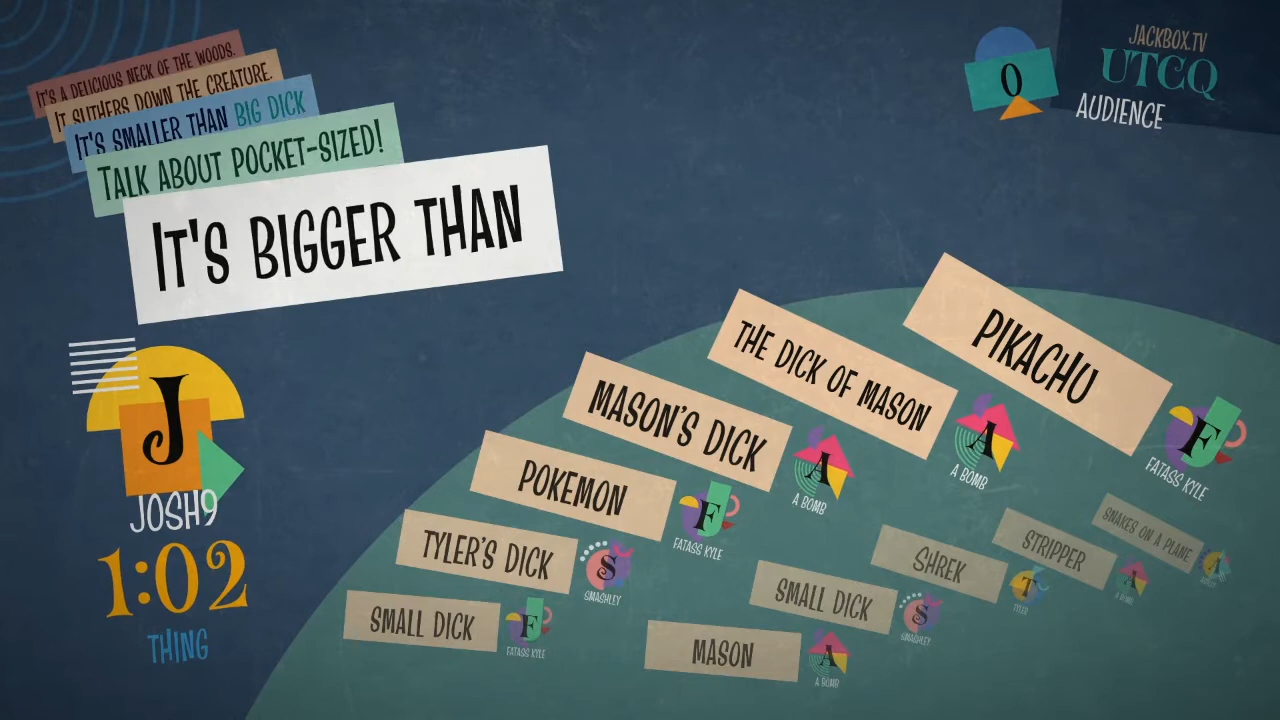 IT'S A DELICIOUS NECK OF THE WOODS.
IT SLITHERS DOWN THE CREATURE.
IT'S SMALLER THAN BIG DICK
TALK ABOUT POCKET-SIZED!
IT'S BIGGER THAN
0
JACKBOX.TV
UTCQ
AUDIENCE
J
JOSH9
1:02
THING
PIKACHU
F
FATASS KYLE
THE DICK OF MASON
A
A BOMB
MASON'S DICK
A
A BOMB
POKEMON
F
FATASS KYLE
TYLER'S DICK
S
SMASHLEY
SMALL DICK
F
FATASS KYLE
SNAKES ON A PLANE
STRIPPER
A
A BOMB
SHREK
T
TYLER
SMALL DICK
S
SMASHLEY
MASON
A
A BOMB